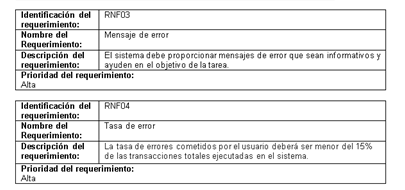 Identificación del requerimiento: RNF03
Nombre del Requerimiento: Mensaje de error
Descripción del requerimiento: El sistema debe proporcionar mensajes de error que sean informativos y ayuden en el objetivo de la tarea.
Prioridad del requerimiento:
Alta
Identificación del requerimiento: RNF04
Nombre del Requerimiento: Tasa de error
Descripción del requerimiento: La tasa de errores cometidos por el usuario deberá ser menor del 15% de las transacciones totales ejecutadas en el sistema.
Prioridad del requerimiento:
Alta